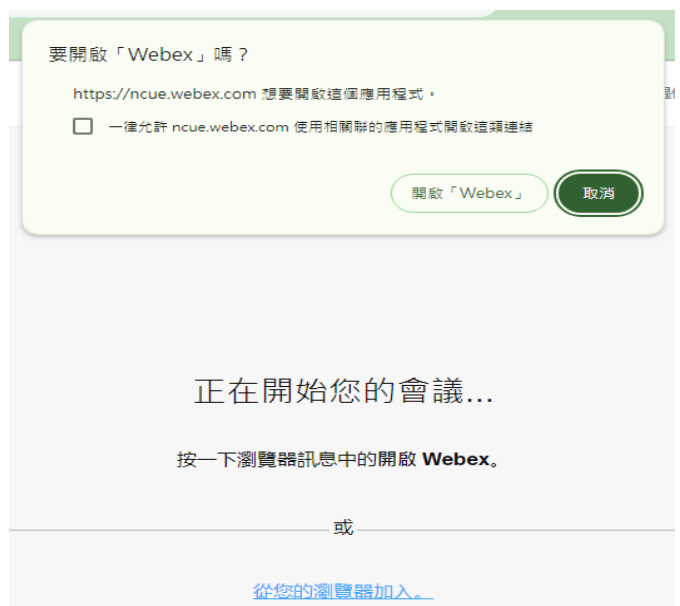 要開啟「Webex」嗎？
https://ncue.webex.com 想要開啟這個應用程式。
一律允許 ncue.webex.com 使用相關聯的應用程式開啟這類連結
開啟「Webex」
取消
正在開始您的會議...
按一下瀏覽器訊息中的開啟 Webex。
或
從您的瀏覽器加入。